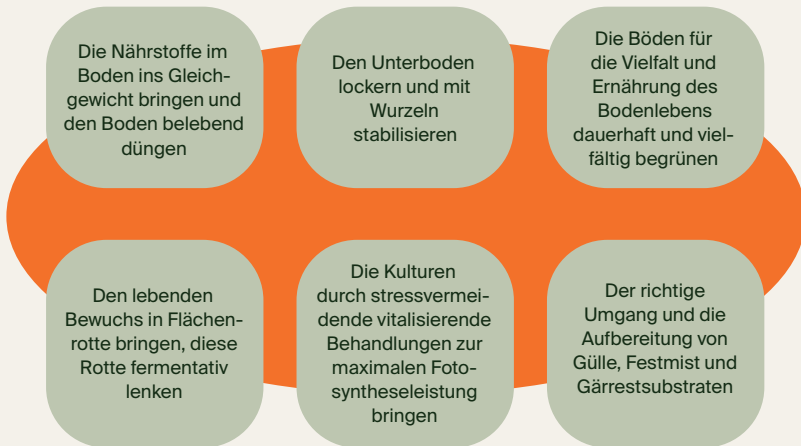 Die Nährstoffe im
Boden ins Gleich-
gewicht bringen und
den Boden belebend
düngen
Den Unterboden
lockern und mit
Wurzeln
stabilisieren
Die Böden für
die Vielfalt und
Ernährung des
Bodenlebens
dauerhaft und viel-
fältig begrünen
Den lebenden
Bewuchs in Flächen-
rotte bringen, diese
Rotte fermentativ
lenken
Die Kulturen
durch stressvermei-
dende vitalisierende
Behandlungen zur
maximalen Foto-
syntheseleistung
bringen
Der richtige
Umgang und die
Aufbereitung von
Gülle, Festmist und
Gärrestsubstraten